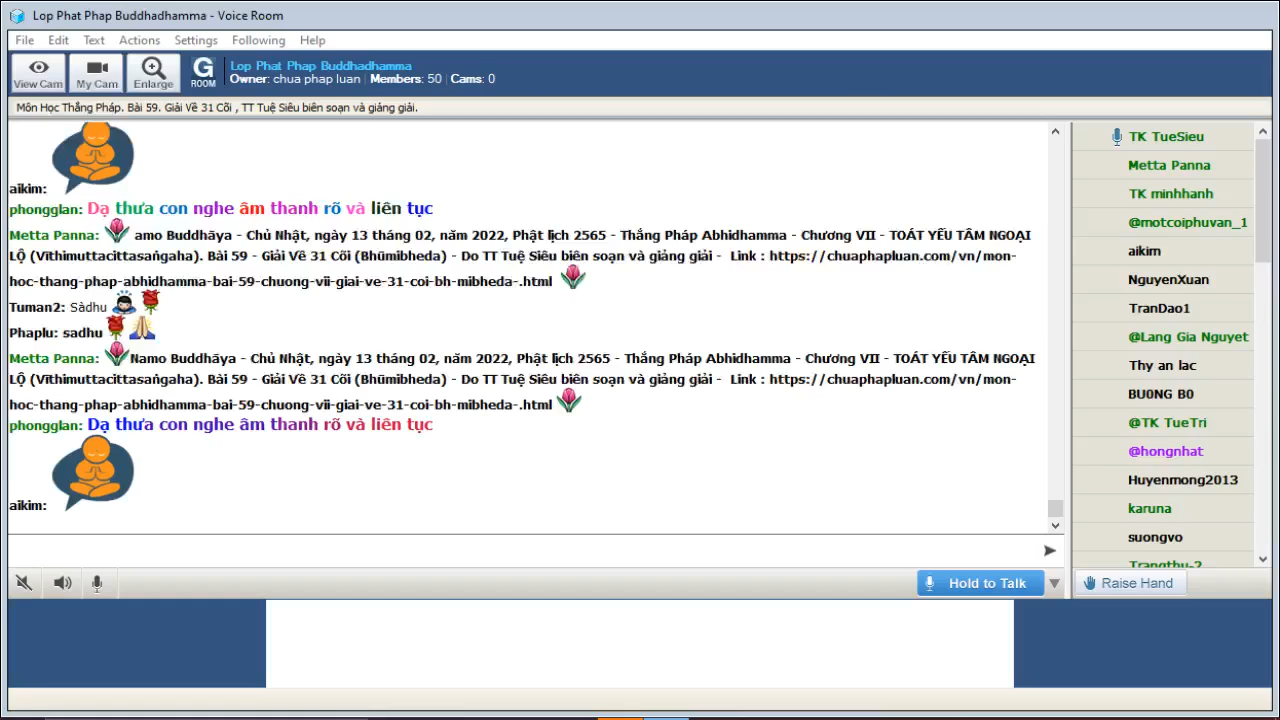 Lop Phat Phap Buddhadhamma - Voice Room
File Edit Text Actions Settings Following Help
View Cam My Cam Enlarge G ROOM
Lop Phat Phap Buddhadhamma
Owner: chua phap luan | Members: 50 | Cams: 0
Môn Học Thắng Pháp. Bài 59. Giải Về 31 Cõi , TT Tuệ Siêu biên soạn và giảng giải.
aikim:
phongglan: Dạ thưa con nghe âm thanh rõ và liên tục
Metta Panna: amo Buddhāya - Chủ Nhật, ngày 13 tháng 02, năm 2022, Phật lịch 2565 - Thắng Pháp Abhidhamma - Chương VII - TOÁT YẾU TÂM NGOẠI
LỘ (Vīthimuttacittasaṅgaha). Bài 59 - Giải Về 31 Cõi (Bhūmibheda) - Do TT Tuệ Siêu biên soạn và giảng giải - Link : https://chuaphapluan.com/vn/mon-
hoc-thang-phap-abhidhamma-bai-59-chuong-vii-giai-ve-31-coi-bh-mibheda-.html
Tuman2: Sàdhu
Phaplu: sadhu
Metta Panna: Namo Buddhāya - Chủ Nhật, ngày 13 tháng 02, năm 2022, Phật lịch 2565 - Thắng Pháp Abhidhamma - Chương VII - TOÁT YẾU TÂM NGOẠI
LỘ (Vīthimuttacittasaṅgaha). Bài 59 - Giải Về 31 Cõi (Bhūmibheda) - Do TT Tuệ Siêu biên soạn và giảng giải - Link : https://chuaphapluan.com/vn/mon-
hoc-thang-phap-abhidhamma-bai-59-chuong-vii-giai-ve-31-coi-bh-mibheda-.html
phongglan: Dạ thưa con nghe âm thanh rõ và liên tục
aikim:
TK TueSieu
Metta Panna
TK minhhanh
@motcoiphuvan_1
aikim
NguyenXuan
TranDao1
@Lang Gia Nguyet
Thy an lac
BU0NG B0
@TK TueTri
@hongnhat
Huyenmong2013
karuna
suongvo
Trangthu-2
Hold to Talk
Raise Hand